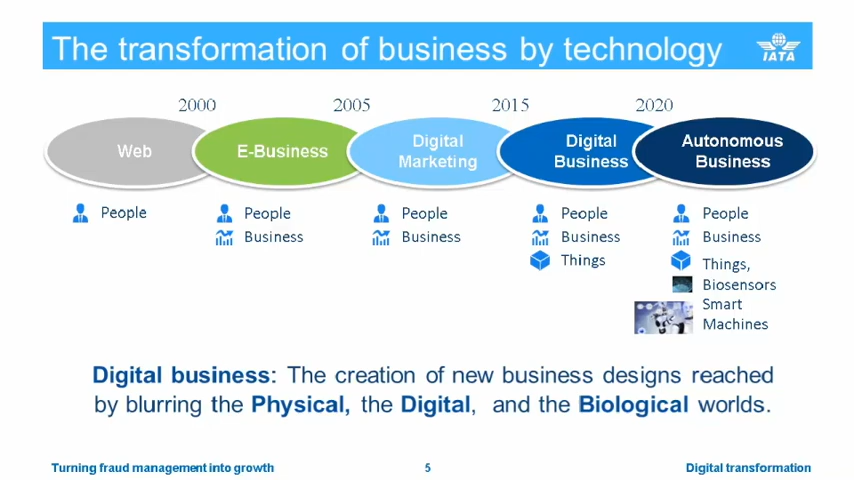 The transformation of business by technology
IATA
2000
2005
2015
2020
Web
E-Business
Digital
Marketing
Digital
Business
Autonomous
Business
People
People
Business
People
Business
People
Business
Things
People
Business
Things,
Biosensors
Smart
Machines
Digital business: The creation of new business designs reached
by blurring the Physical, the Digital, and the Biological worlds.
Turning fraud management into growth
5
Digital transformation